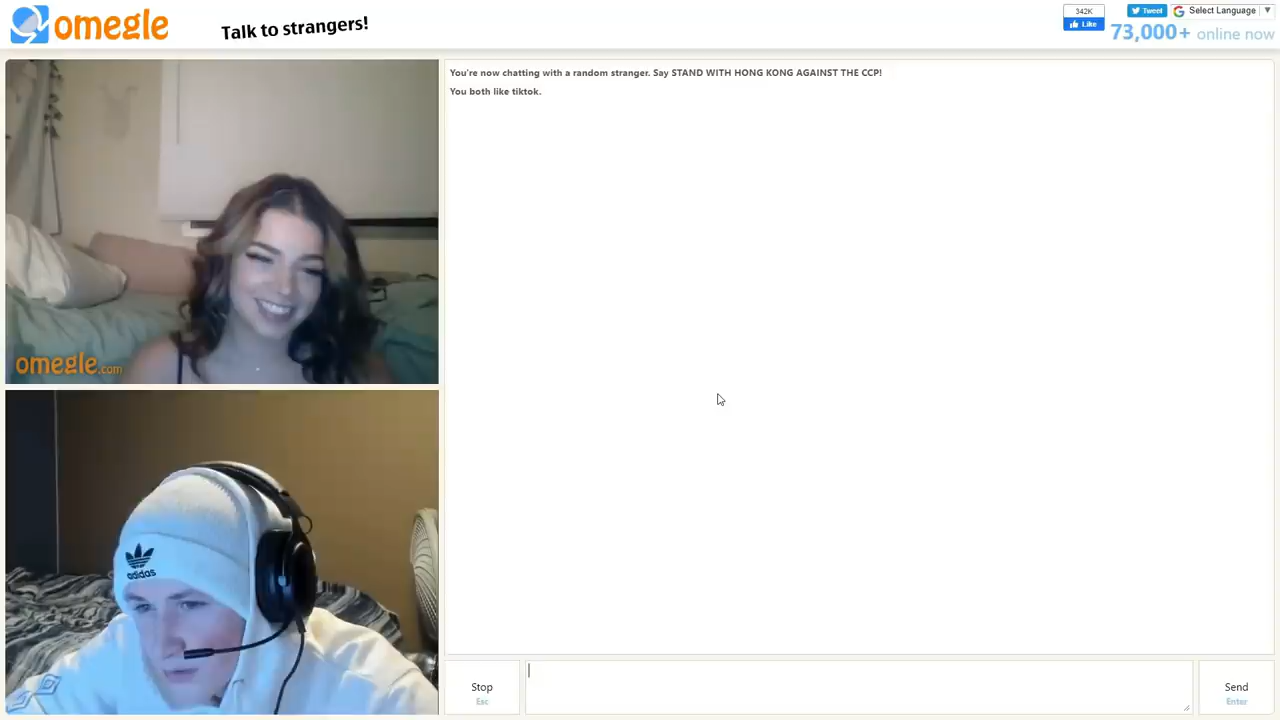 omegle
Talk to strangers!
342K
Like
Tweet
Select Language ▼
73,000+ online now
You're now chatting with a random stranger. Say STAND WITH HONG KONG AGAINST THE CCP!
You both like tiktok.
omegle.com
adidas
Stop
Esc
Send
Enter